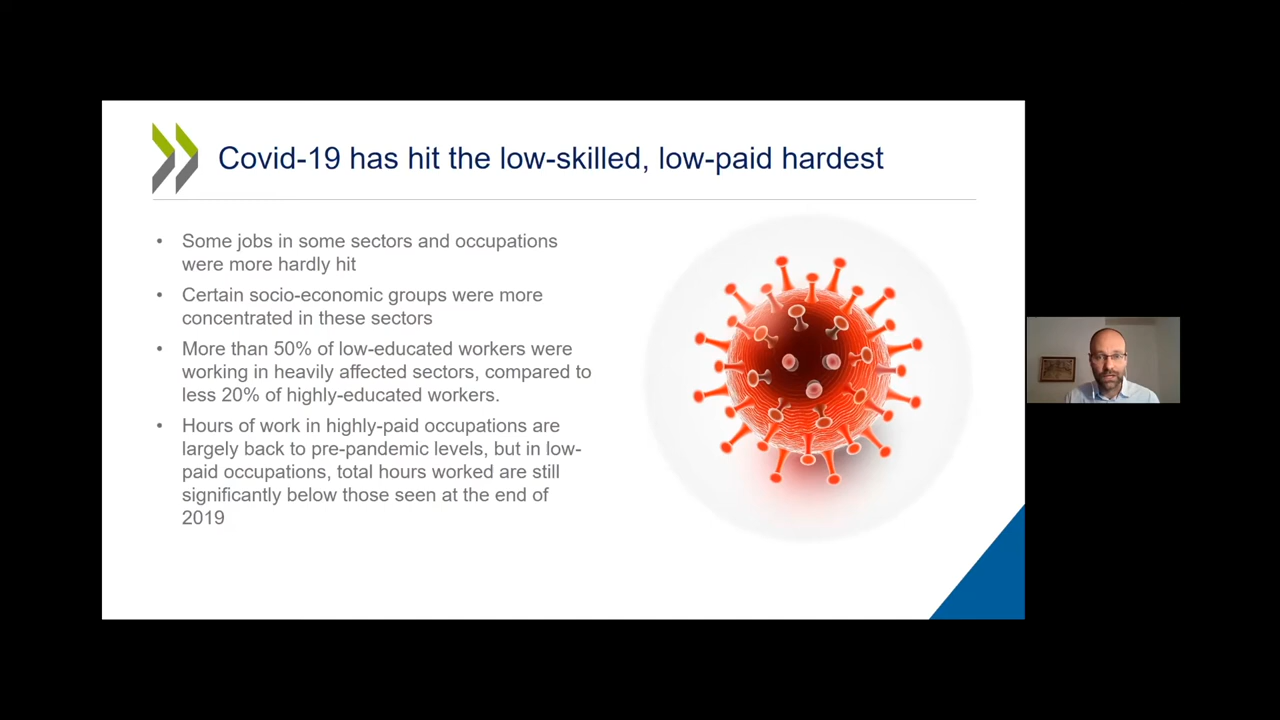 Covid-19 has hit the low-skilled, low-paid hardest
• Some jobs in some sectors and occupations
were more hardly hit
• Certain socio-economic groups were more
concentrated in these sectors
• More than 50% of low-educated workers were
working in heavily affected sectors, compared to
less 20% of highly-educated workers.
• Hours of work in highly-paid occupations are
largely back to pre-pandemic levels, but in low-
paid occupations, total hours worked are still
significantly below those seen at the end of
2019